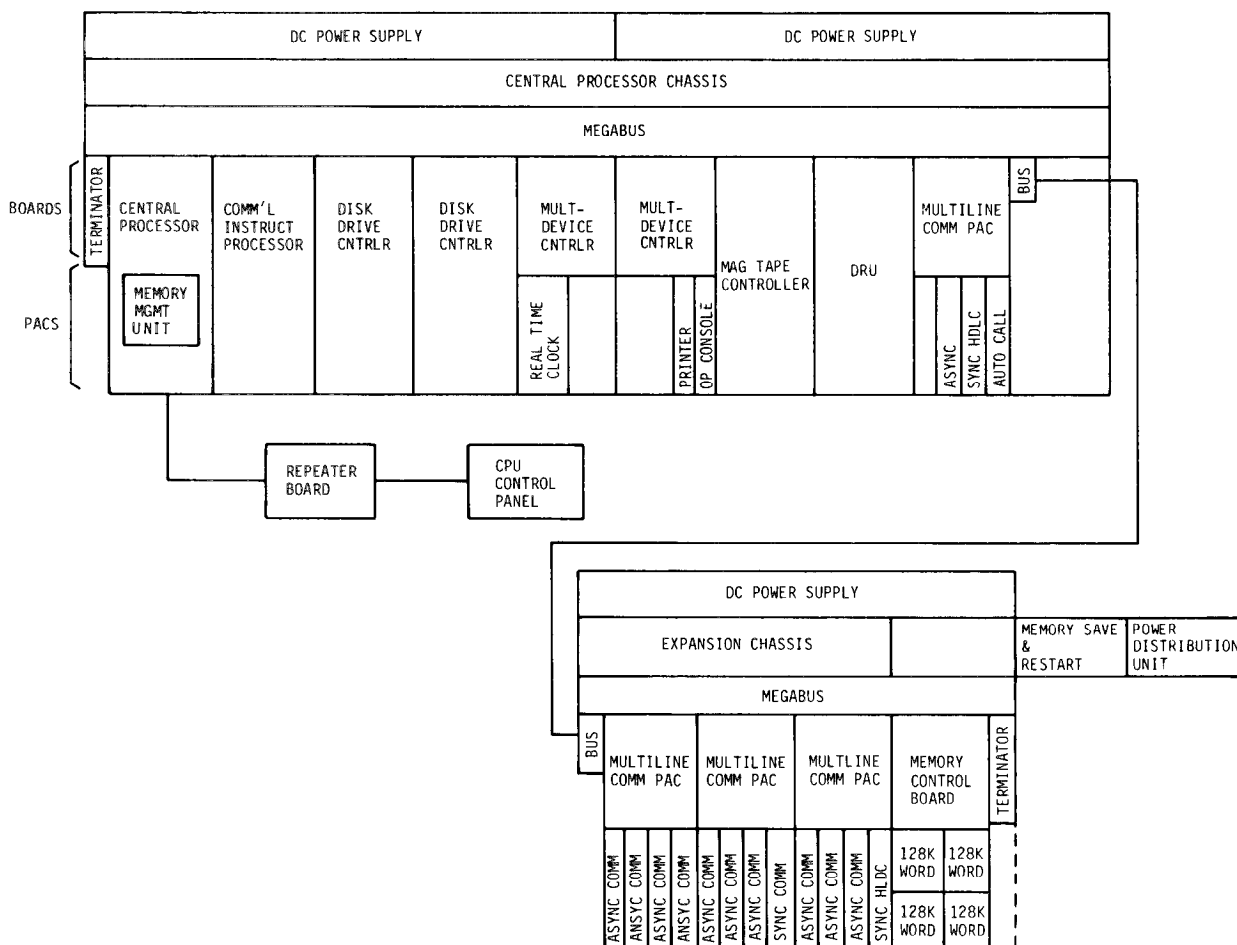 DC POWER SUPPLY
DC POWER SUPPLY
CENTRAL PROCESSOR CHASSIS
MEGABUS
BOARDS
PACS
TERMINATOR
CENTRAL
PROCESSOR
MEMORY
MGMT
UNIT
COMM'L
INSTRUCT
PROCESSOR
DISK
DRIVE
CNTRLR
DISK
DRIVE
CNTRLR
MULT-
DEVICE
CNTRLR
REAL TIME
CLOCK
MULT-
DEVICE
CNTRLR
PRINTER
OP CONSOLE
MAG TAPE
CONTROLLER
DRU
MULTILINE
COMM PAC
ASYNC
SYNC HDLC
AUTO CALL
BUS
REPEATER
BOARD
CPU
CONTROL
PANEL
DC POWER SUPPLY
EXPANSION CHASSIS
MEMORY SAVE
&
RESTART
POWER
DISTRIBUTION
UNIT
MEGABUS
BUS
MULTILINE
COMM PAC
MULTILINE
COMM PAC
MULTLINE
COMM PAC
MEMORY
CONTROL
BOARD
TERMINATOR
ASYNC COMM
ANSYC COMM
ASYNC COMM
ANSYC COMM
ASYNC COMM
ASYNC COMM
ASYNC COMM
SYNC COMM
ASYNC COMM
ASYNC COMM
ASYNC COMM
SYNC HLDC
128K
WORD
128K
WORD
128K
WORD
128K
WORD